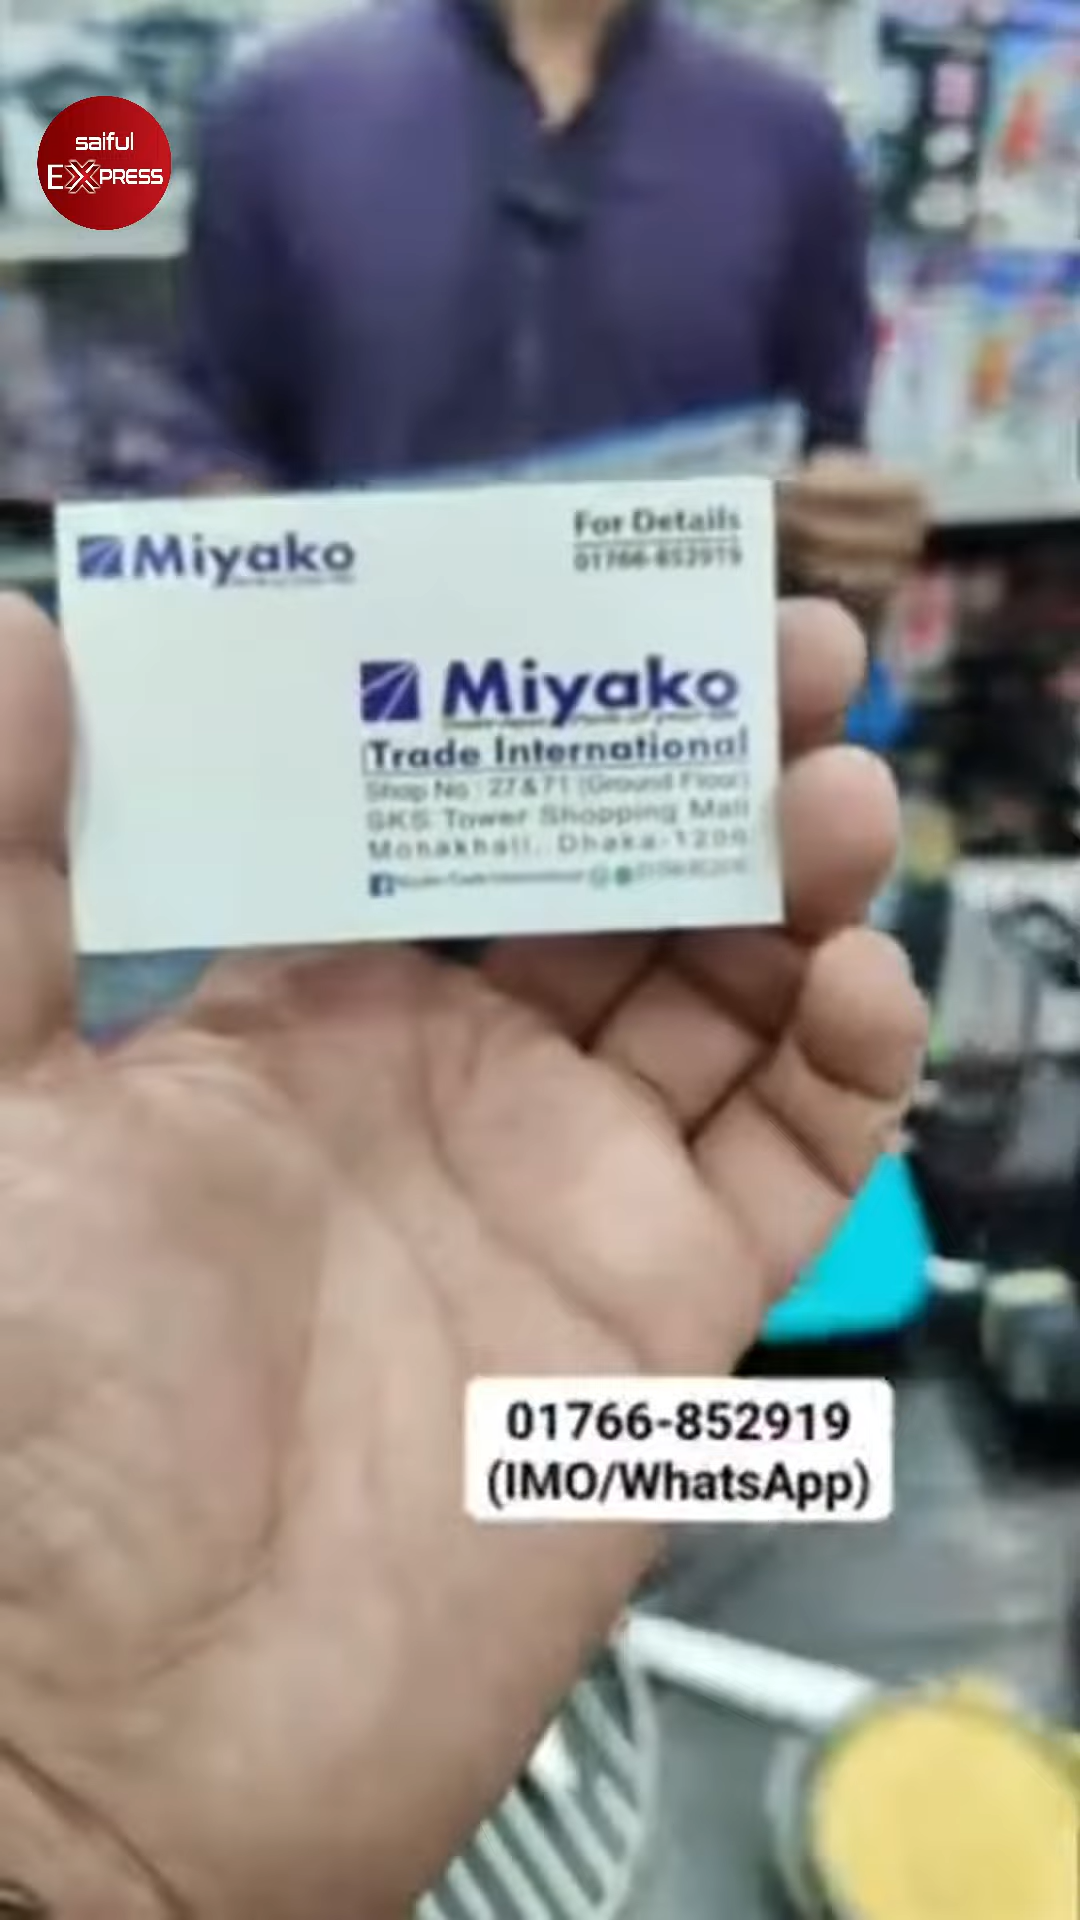 saiful
EXPRESS
Miyako
For Details
01766-852919
Miyako
Trade International
Shop No : 27 & 71 (Ground Floor)
SKS Tower Shopping Mall
Mohakhali, Dhaka-1206
01766-852919
(IMO/WhatsApp)